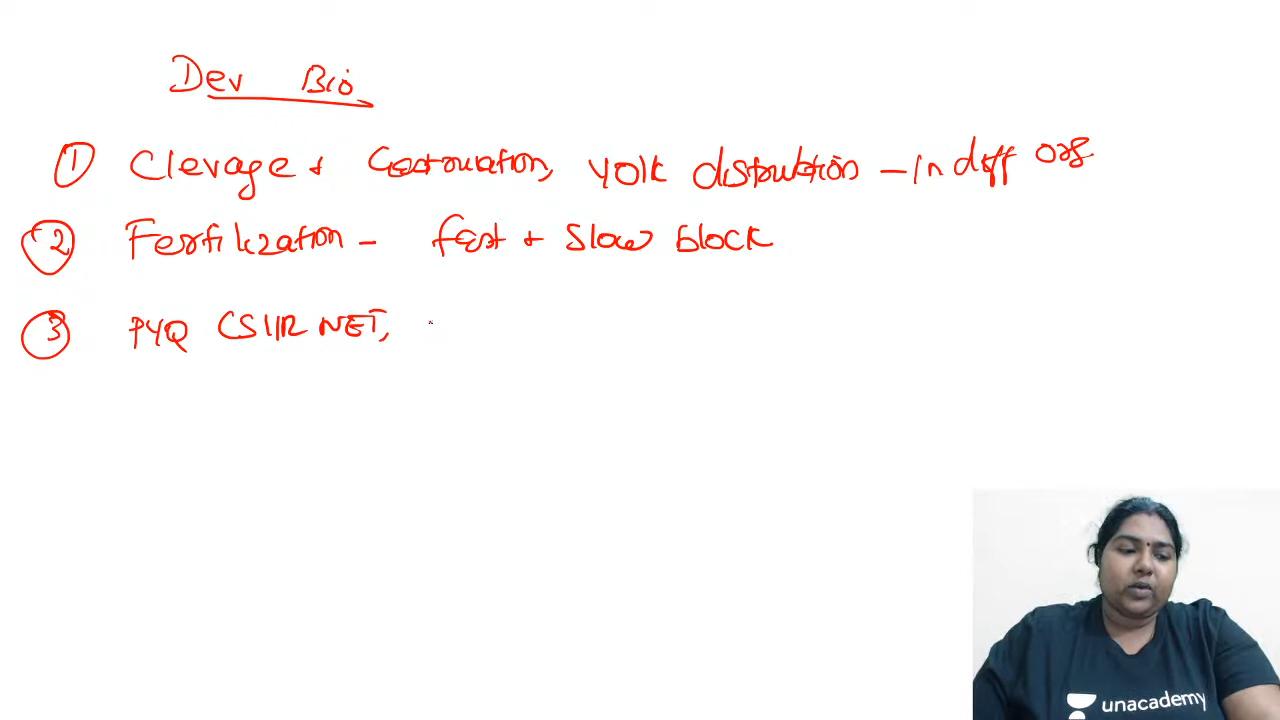 Dev Bio
① Clevage + Gastrulation, Yolk distribution - In diff org
② Fertilization - fast + slow block
③ PYQ CSIR NET,
unacademy